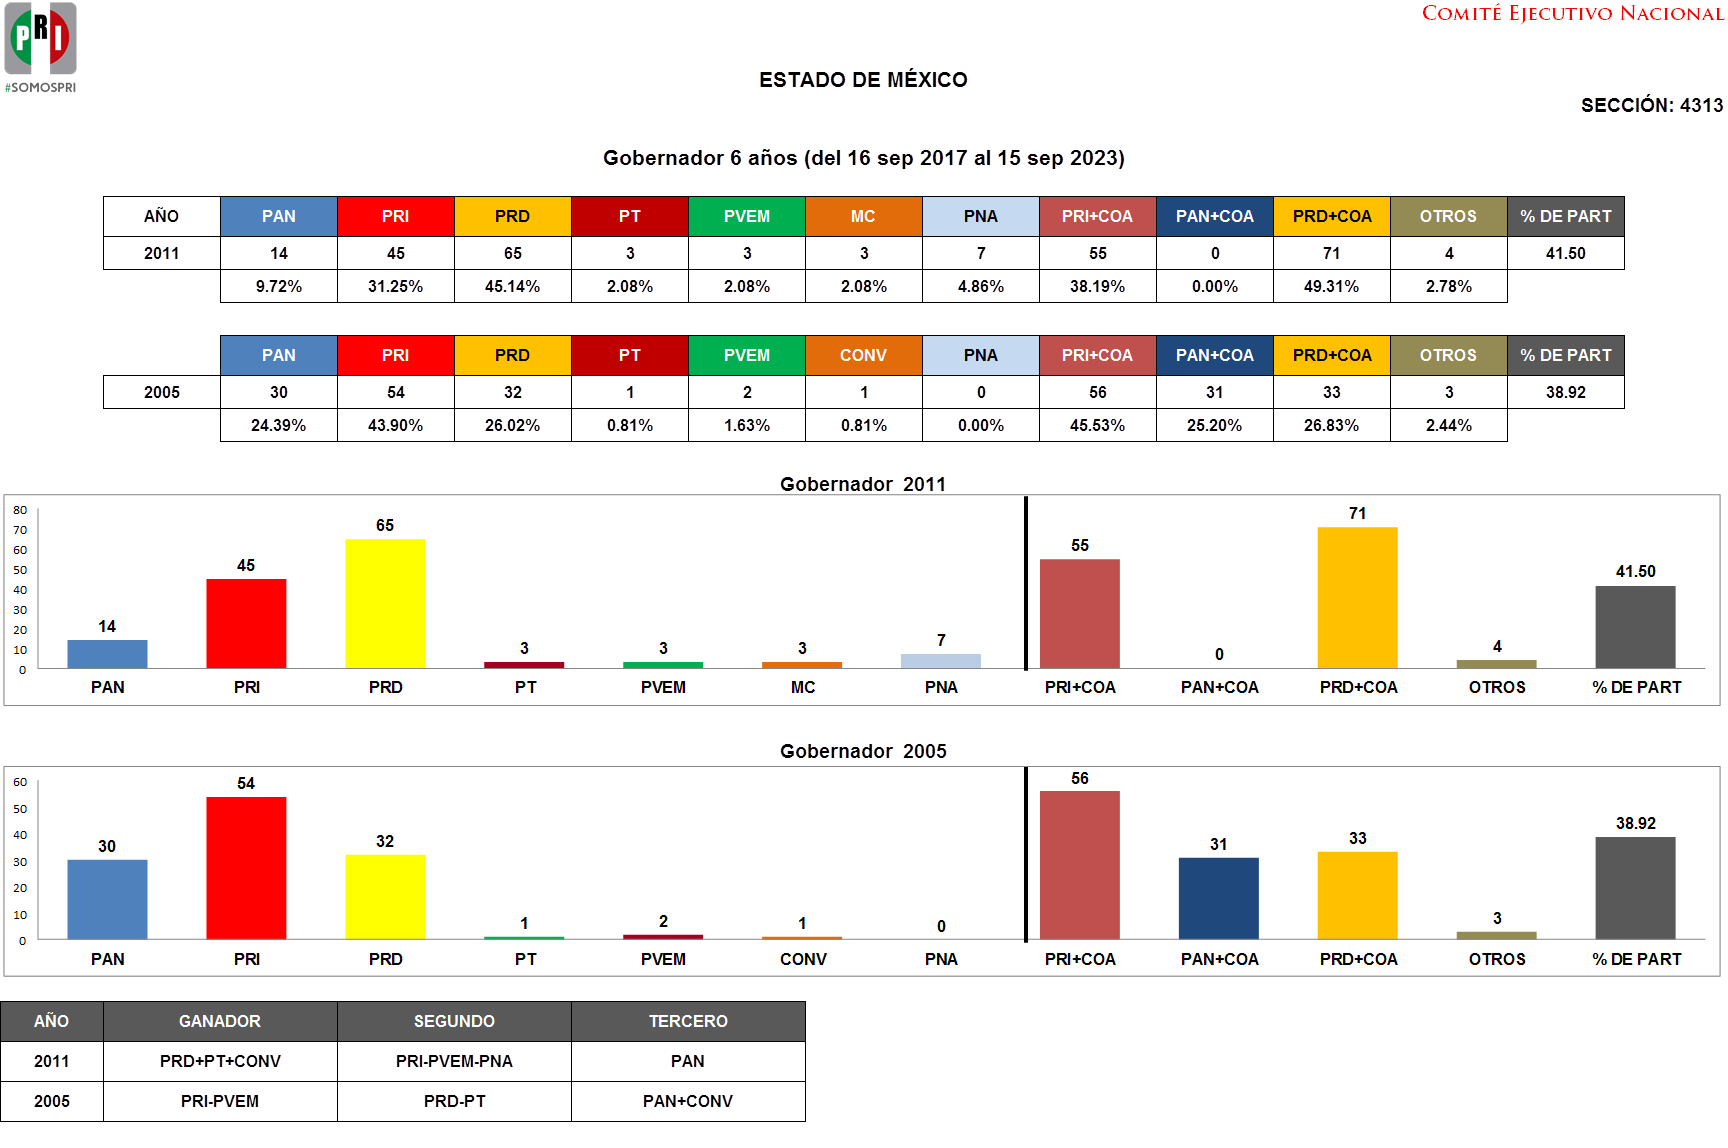 PRI
#SOMOSPRI
COMITÉ EJECUTIVO NACIONAL
ESTADO DE MÉXICO
SECCIÓN: 4313
Gobernador 6 años (del 16 sep 2017 al 15 sep 2023)
AÑO PAN PRI PRD PT PVEM MC PNA PRI+COA PAN+COA PRD+COA OTROS % DE PART
2011 14 45 65 3 3 3 7 55 0 71 4 41.50
9.72% 31.25% 45.14% 2.08% 2.08% 2.08% 4.86% 38.19% 0.00% 49.31% 2.78%
PAN PRI PRD PT PVEM CONV PNA PRI+COA PAN+COA PRD+COA OTROS % DE PART
2005 30 54 32 1 2 1 0 56 31 33 3 38.92
24.39% 43.90% 26.02% 0.81% 1.63% 0.81% 0.00% 45.53% 25.20% 26.83% 2.44%
Gobernador 2011
80
70
60
50
40
30
20
10
0
14 45 65 3 3 3 7 55 0 71 4 41.50
PAN PRI PRD PT PVEM MC PNA PRI+COA PAN+COA PRD+COA OTROS % DE PART
Gobernador 2005
60
50
40
30
20
10
0
30 54 32 1 2 1 0 56 31 33 3 38.92
PAN PRI PRD PT PVEM CONV PNA PRI+COA PAN+COA PRD+COA OTROS % DE PART
AÑO GANADOR SEGUNDO TERCERO
2011 PRD+PT+CONV PRI-PVEM-PNA PAN
2005 PRI-PVEM PRD-PT PAN+CONV